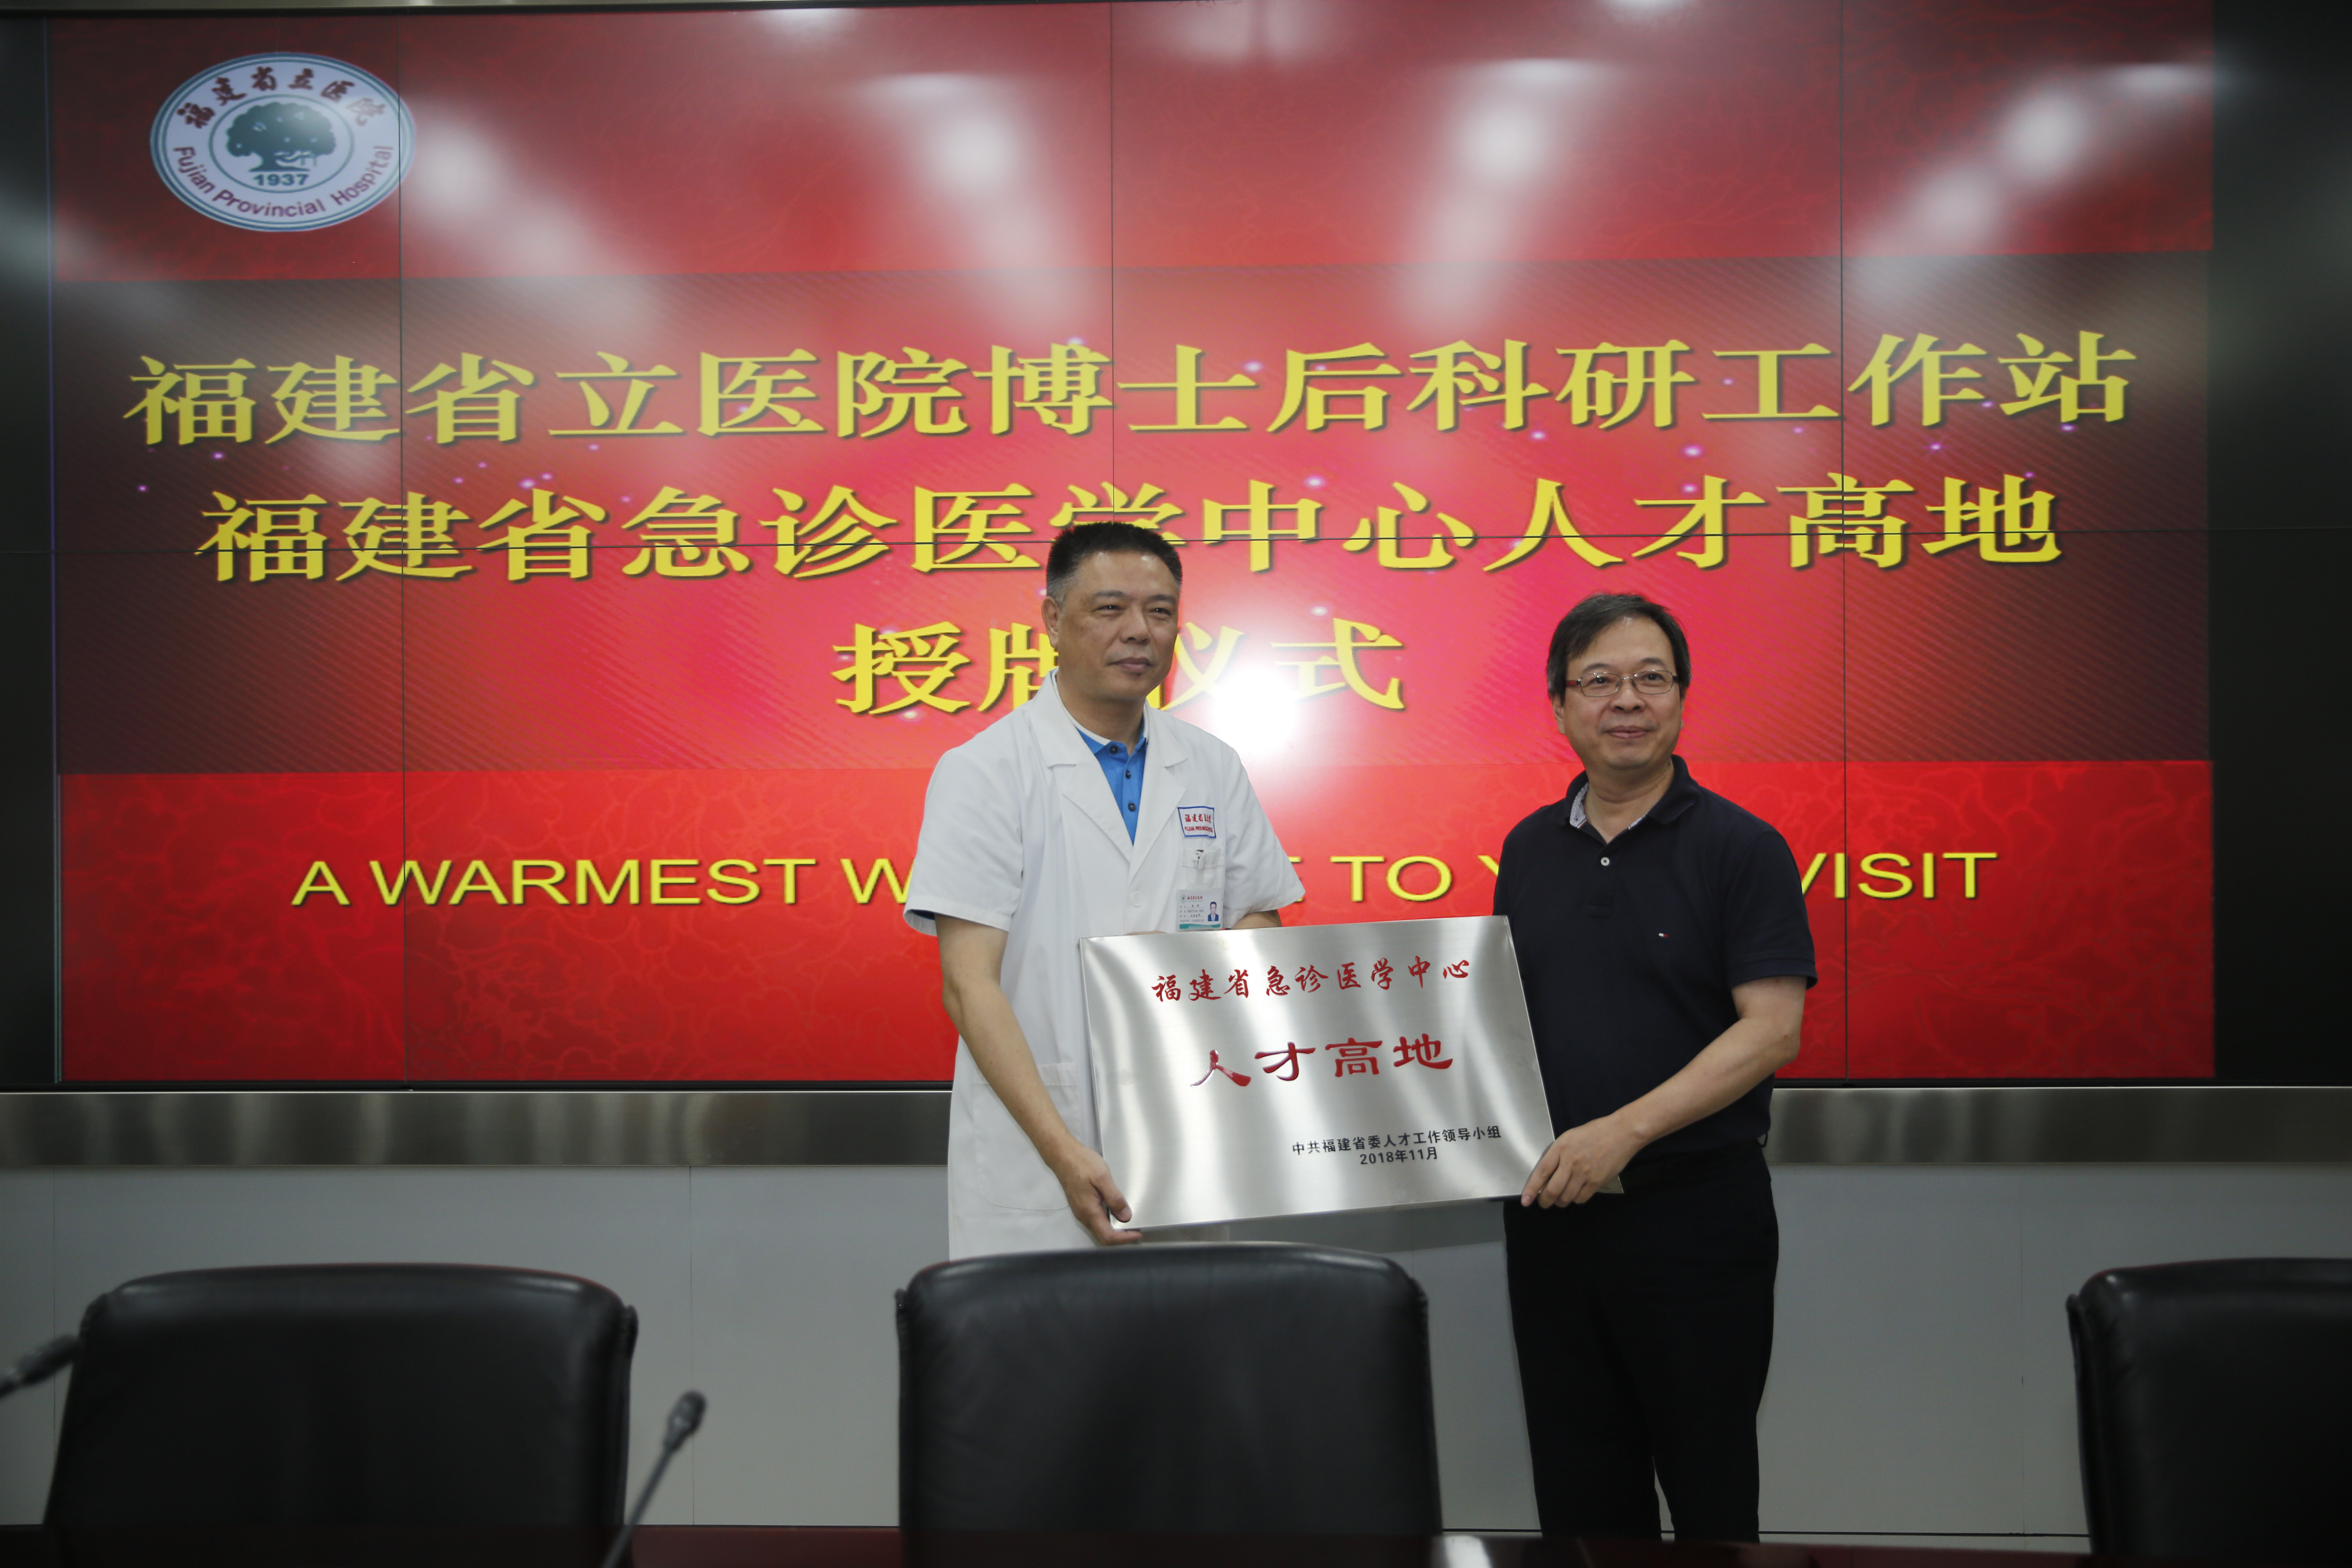 福建省立医院
1937
Fujian Provincial Hospital
福建省立医院博士后科研工作站
福建省急诊医学中心人才高地
授牌仪式
A WARMEST W TO VISIT
福建省急诊医学中心
人才高地
中共福建省委人才工作领导小组
2018年11月